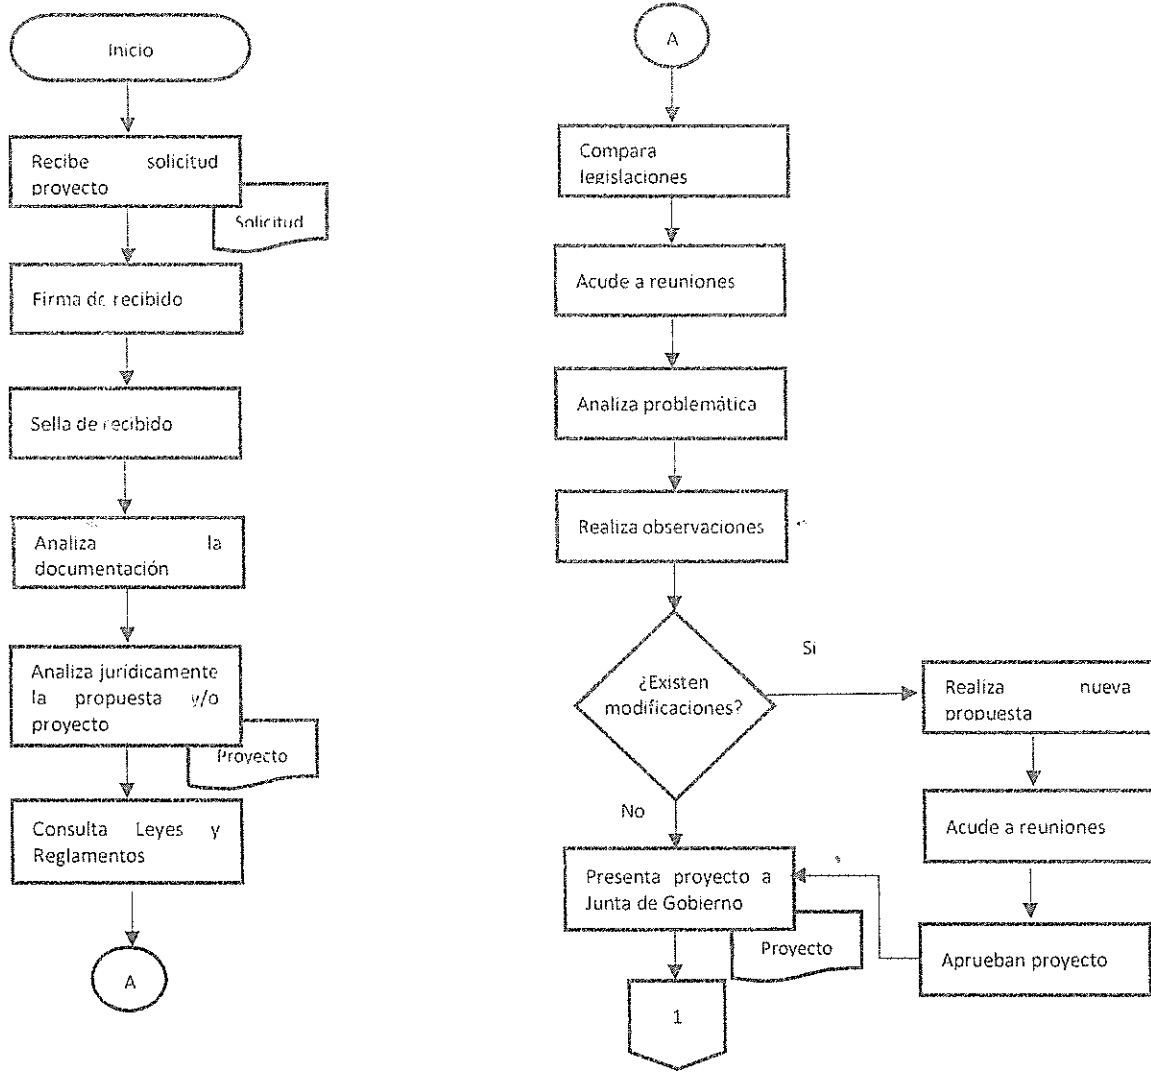 Inicio
Recibe solicitud
proyecto
Solicitud
Firma de recibido
Sella de recibido
Analiza la
documentación
Analiza jurídicamente
la propuesta y/o
proyecto
Proyecto
Consulta Leyes y
Reglamentos
A
A
Compara
legislaciones
Acude a reuniones
Analiza problemática
Realiza observaciones
¿Existen
modificaciones?
Si
Realiza nueva
propuesta
Acude a reuniones
Aprueban proyecto
No
Presenta proyecto a
Junta de Gobierno
Proyecto
1